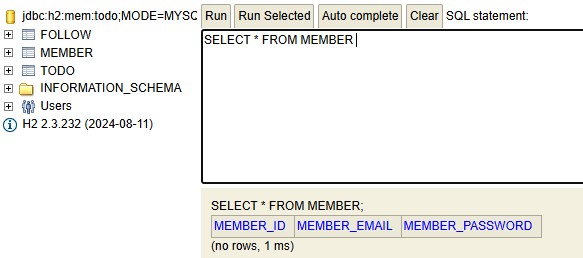 jdbc:h2:mem:todo;MODE=MYSC
FOLLOW
MEMBER
TODO
INFORMATION_SCHEMA
Users
H2 2.3.232 (2024-08-11)
Run Run Selected Auto complete Clear SQL statement:
SELECT * FROM MEMBER
SELECT * FROM MEMBER;
MEMBER_ID MEMBER_EMAIL MEMBER_PASSWORD
(no rows, 1 ms)